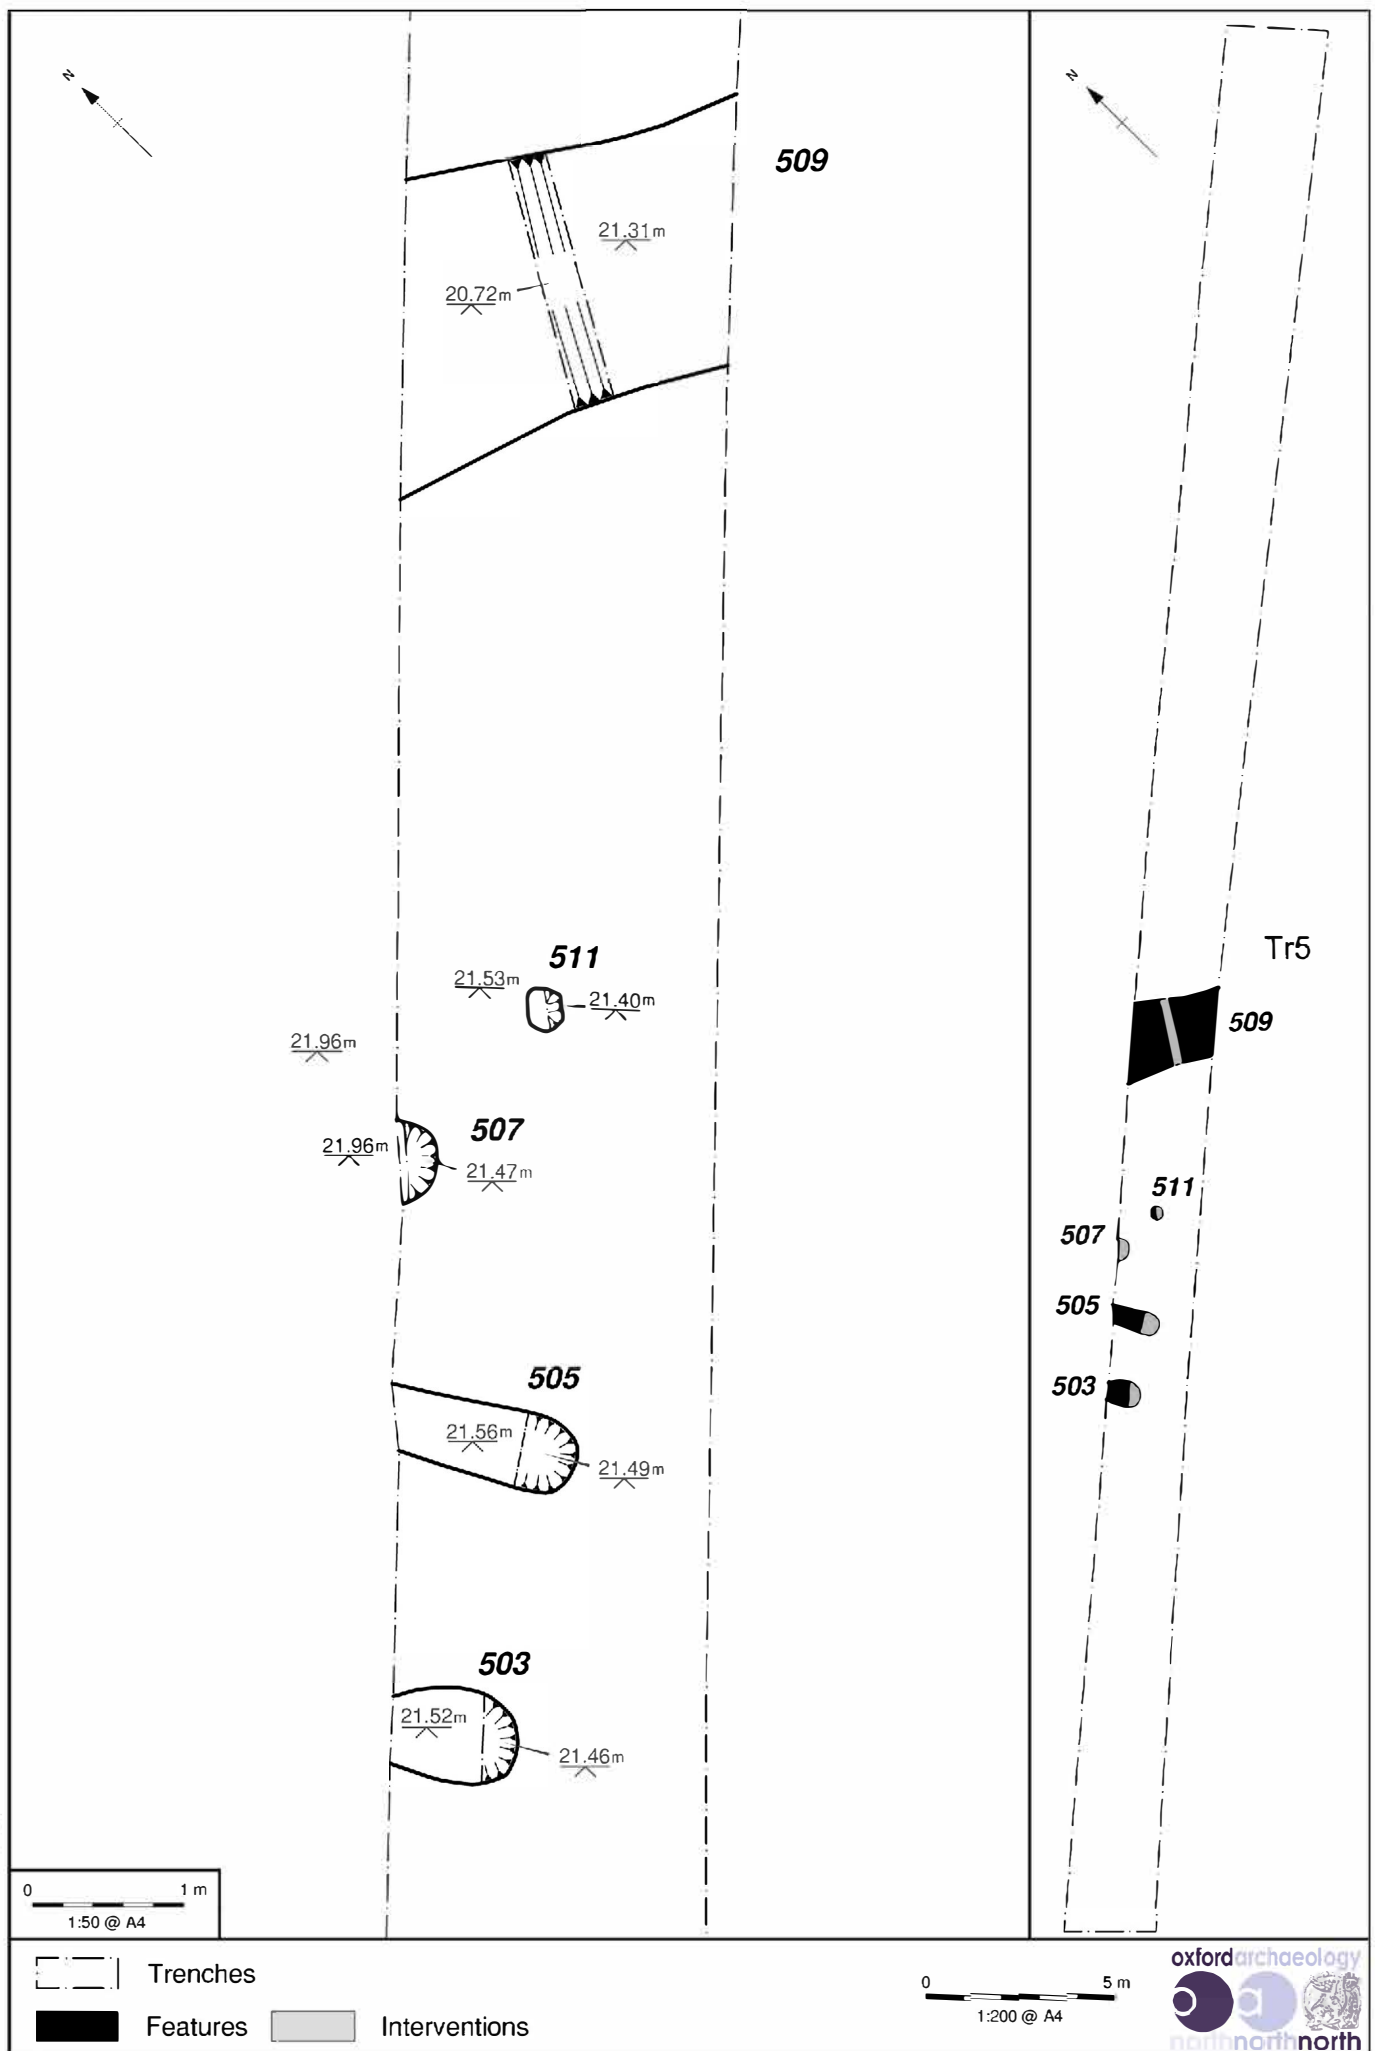 N
509
21.31m
20.72m
511
21.53m
21.40m
21.96m
507
21.96m
21.47m
505
21.56m
21.49m
503
21.52m
21.46m
0 1 m
1:50 @ A4
N
Tr5
509
511
507
505
503
Trenches
Features
Interventions
0 5 m
1:200 @ A4
oxfordarchaeology
a a
northnorthnorth